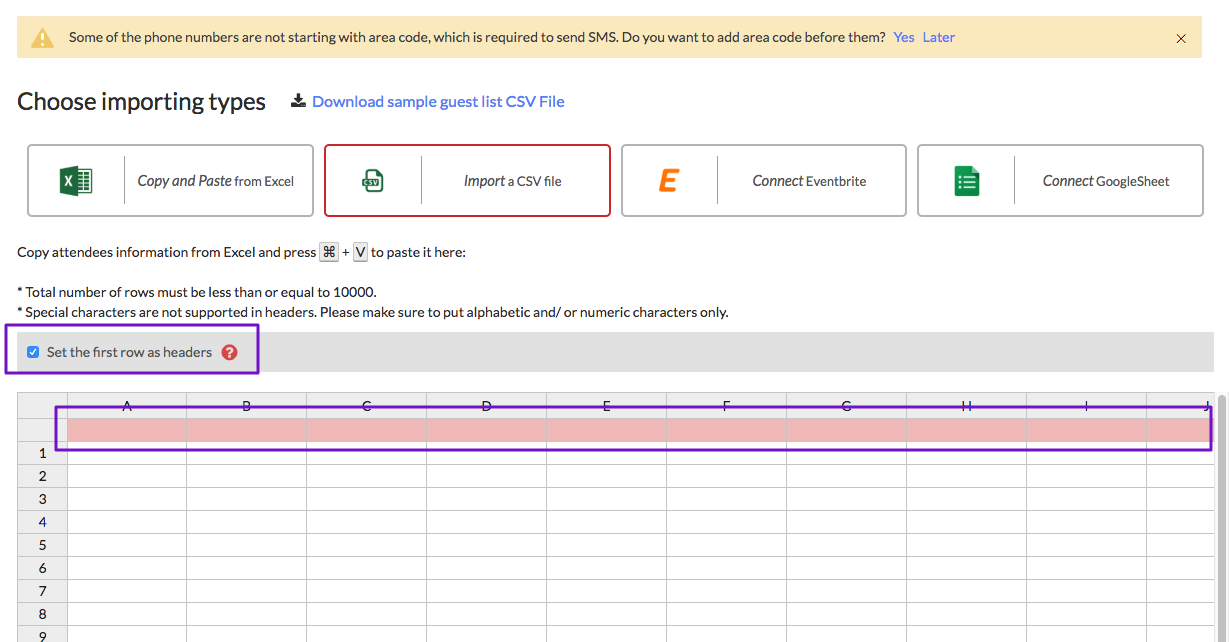 Some of the phone numbers are not starting with area code, which is required to send SMS. Do you want to add area code before them? Yes Later
Choose importing types Download sample guest list CSV File
X Copy and Paste from Excel CSV Import a CSV file E Connect Eventbrite Connect GoogleSheet
Copy attendees information from Excel and press ⌘ + V to paste it here:
* Total number of rows must be less than or equal to 10000.
* Special characters are not supported in headers. Please make sure to put alphabetic and/ or numeric characters only.
Set the first row as headers ?
A B C D E F G H I J
1
2
3
4
5
6
7
8
9